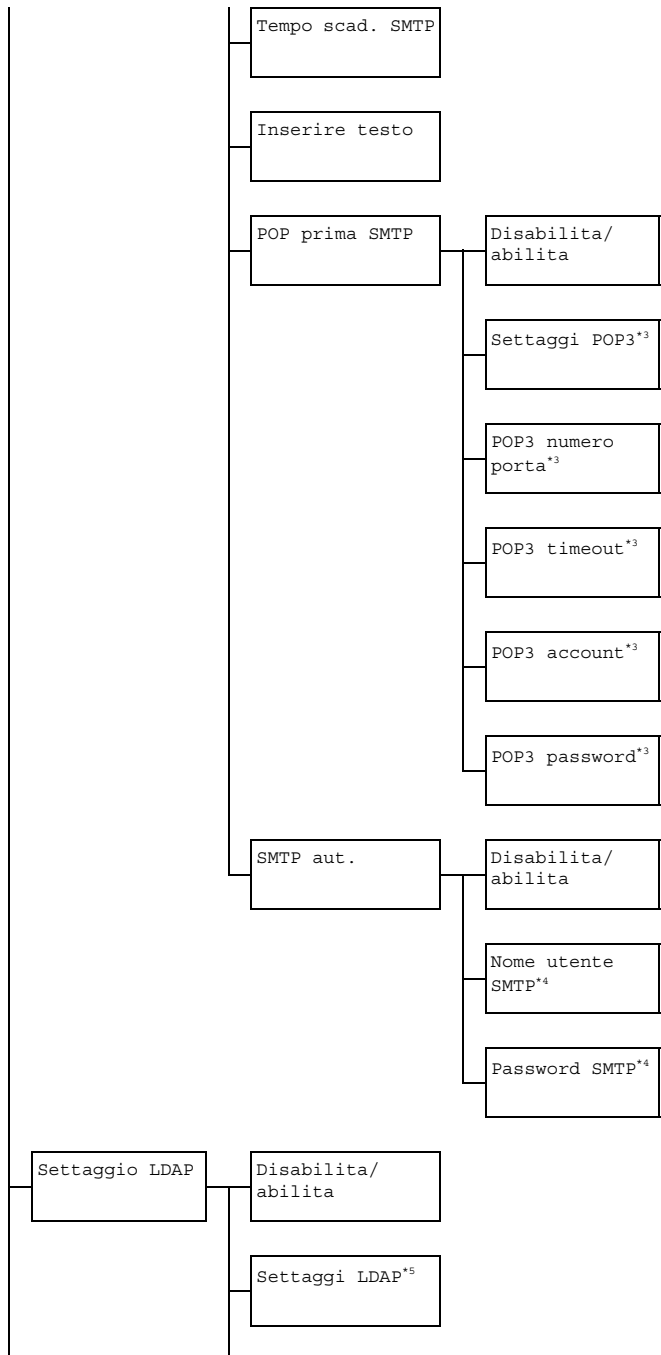 Tempo scad. SMTP
Inserire testo
POP prima SMTP
Disabilita/
abilita
Settaggi POP3*3
POP3 numero
porta*3
POP3 timeout*3
POP3 account*3
POP3 password*3
SMTP aut.
Disabilita/
abilita
Nome utente
SMTP*4
Password SMTP*4
Settaggio LDAP
Disabilita/
abilita
Settaggi LDAP*5